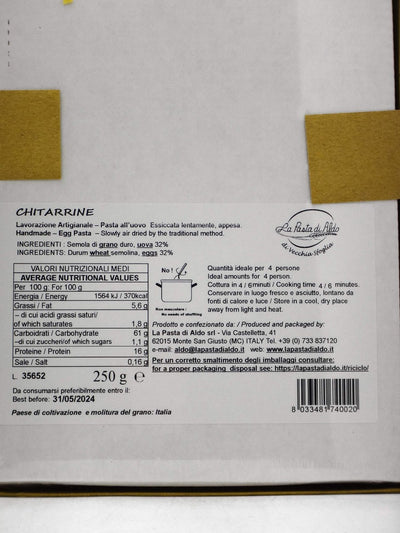 CHITARRINE
Lavorazione Artigianale – Pasta all'uovo Essiccata lentamente, appesa.
Handmade – Egg Pasta – Slowly air dried by the traditional method.
INGREDIENTI : Semola di grano duro, uova 32%
INGREDIENTS: Durum wheat semolina, eggs 32%
VALORI NUTRIZIONALI MEDI
AVERAGE NUTRITIONAL VALUES
Per 100 g: For 100 g
Energia / Energy 1564 kJ / 370kcal
Grassi / Fat 5,6 g
– di cui acidi grassi saturi/
of which saturates 1,8 g
Carboidrati / Carbohydrate 61 g
–di cui zuccheri/of which sugars 1,1 g
Proteine / Protein 16 g
Sale / Salt 0,16 g
L. 35652
250 g e
Da consumarsi preferibilmente entro il:
Best before: 31/05/2024
Paese di coltivazione e molitura del grano: Italia
No !
Non mescolare /
No needs of shuffling
La Pasta di Aldo
di Vecchia Sfoglia
Quantità ideale per 4 persone
Ideal amounts for 4 person.
Cottura in 4 / 6 minuti / Cooking time 4 / 6 minutes.
Conservare in luogo fresco e asciutto, lontano da
fonti di calore e luce / Store in a cool, dry place
away from light and heat.
Prodotto e confezionato da: / Produced and packaged by:
La Pasta di Aldo srl - Via Castelletta, 41
62015 Monte San Giusto (MC) ITALY Tel. +39 (0) 733 837120
e-mail: aldo@lapastadialdo.it web: www.lapastadialdo.it
Per un corretto smaltimento degli imballaggi consultare:
for a proper packaging disposal see: https://lapastadialdo.it/riciclo/
8 033481 740020